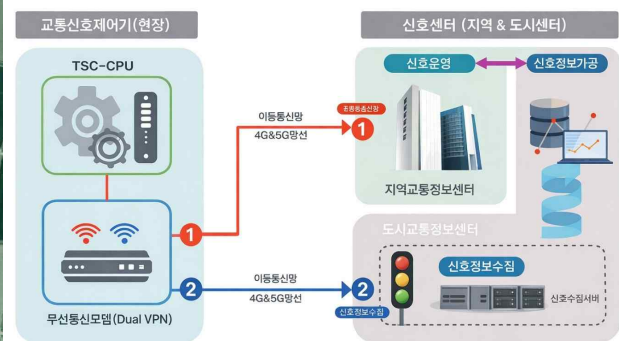 교통신호제어기(현장)
신호센터 (지역 & 도시센터)
TSC-CPU
신호운영
신호정보가공
이동통신망
4G&5G망선
1
1
지역교통정보센터
도시교통정보센터
무선통신모뎀(Dual VPN)
2
이동통신망
4G&5G망선
2
신호정보수집
신호정보수집
신호수집서버